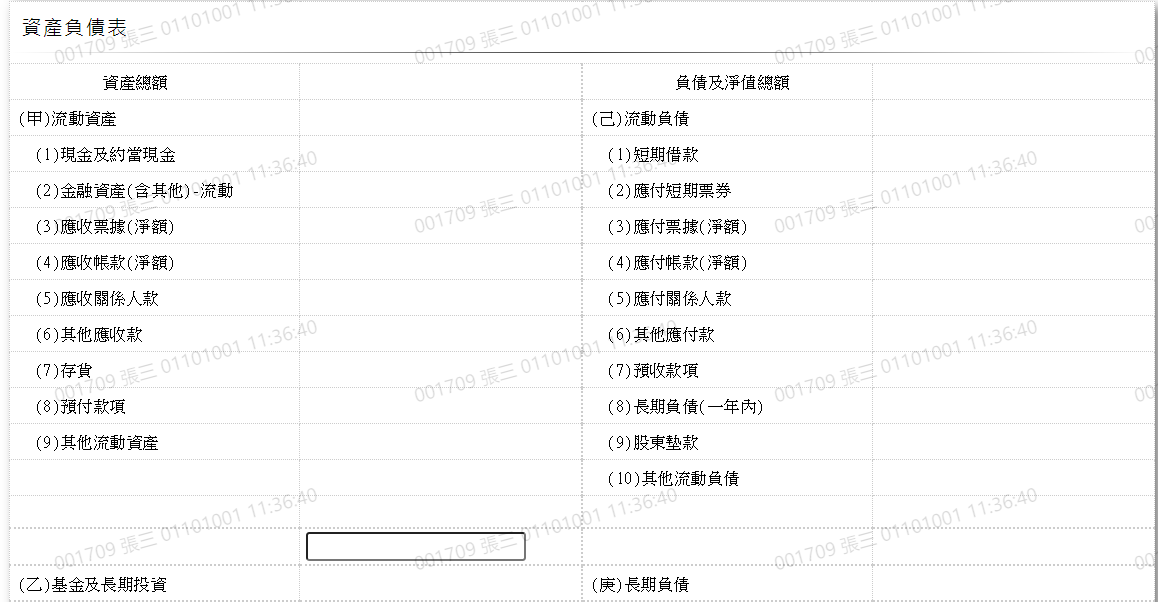 資產負債表
資產總額 負債及淨值總額
(甲)流動資產 (己)流動負債
(1)現金及約當現金 (1)短期借款
(2)金融資產(含其他)-流動 (2)應付短期票券
(3)應收票據(淨額) (3)應付票據(淨額)
(4)應收帳款(淨額) (4)應付帳款(淨額)
(5)應收關係人款 (5)應付關係人款
(6)其他應收款 (6)其他應付款
(7)存貨 (7)預收款項
(8)預付款項 (8)長期負債(一年內)
(9)其他流動資產 (9)股東墊款
(10)其他流動負債
(乙)基金及長期投資 (庚)長期負債
001709 張三 01101001 11:36:40